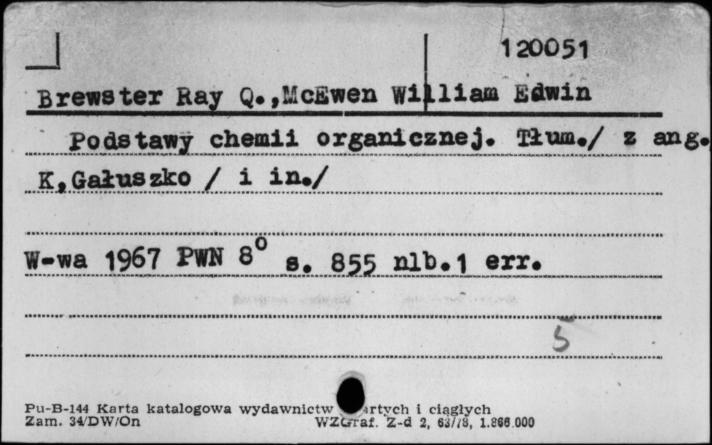 120051
Brewster Ray Q.,McEwen William Edwin
Podstawy chemii organicznej. Tłum./ z ang.
K,Gałuszko / i in./
W-wa 1967 PWN 8° s. 855 nlb.1 err.
5
Pu-B-144 Karta katalogowa wydawnictw i ciągłych
Zam. 34/DW/On WZGraf. Z-d 2, 63/78, 1.866.000